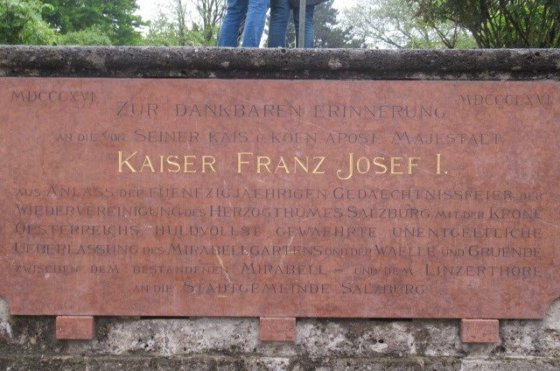 MDCCCXVI MDCCCLXVI
ZUR DANKBAREN ERINNERUNG
AN DIE VON SEINER KAIS. U. KOEN. APOST. MAJESTAET
KAISER FRANZ JOSEF I.
AUS ANLASS DER FUENFZIGJAEHRIGEN GEDAECHTNISSFEIER DER
WIEDERVEREINIGUNG DES HERZOGTHUMES SALZBURG MIT DER KRONE
OESTERREICHS HULDVOLLST GEWAEHRTE UNENTGELTLICHE
UEBERLASSUNG DES MIRABELLGARTENS UND DER WAELLE UND GRUENDE
ZWISCHEN DEM BESTANDENEN MIRABELL- UND DEM LINZERTHORE
AN DIE STADTGEMEINDE SALZBURG